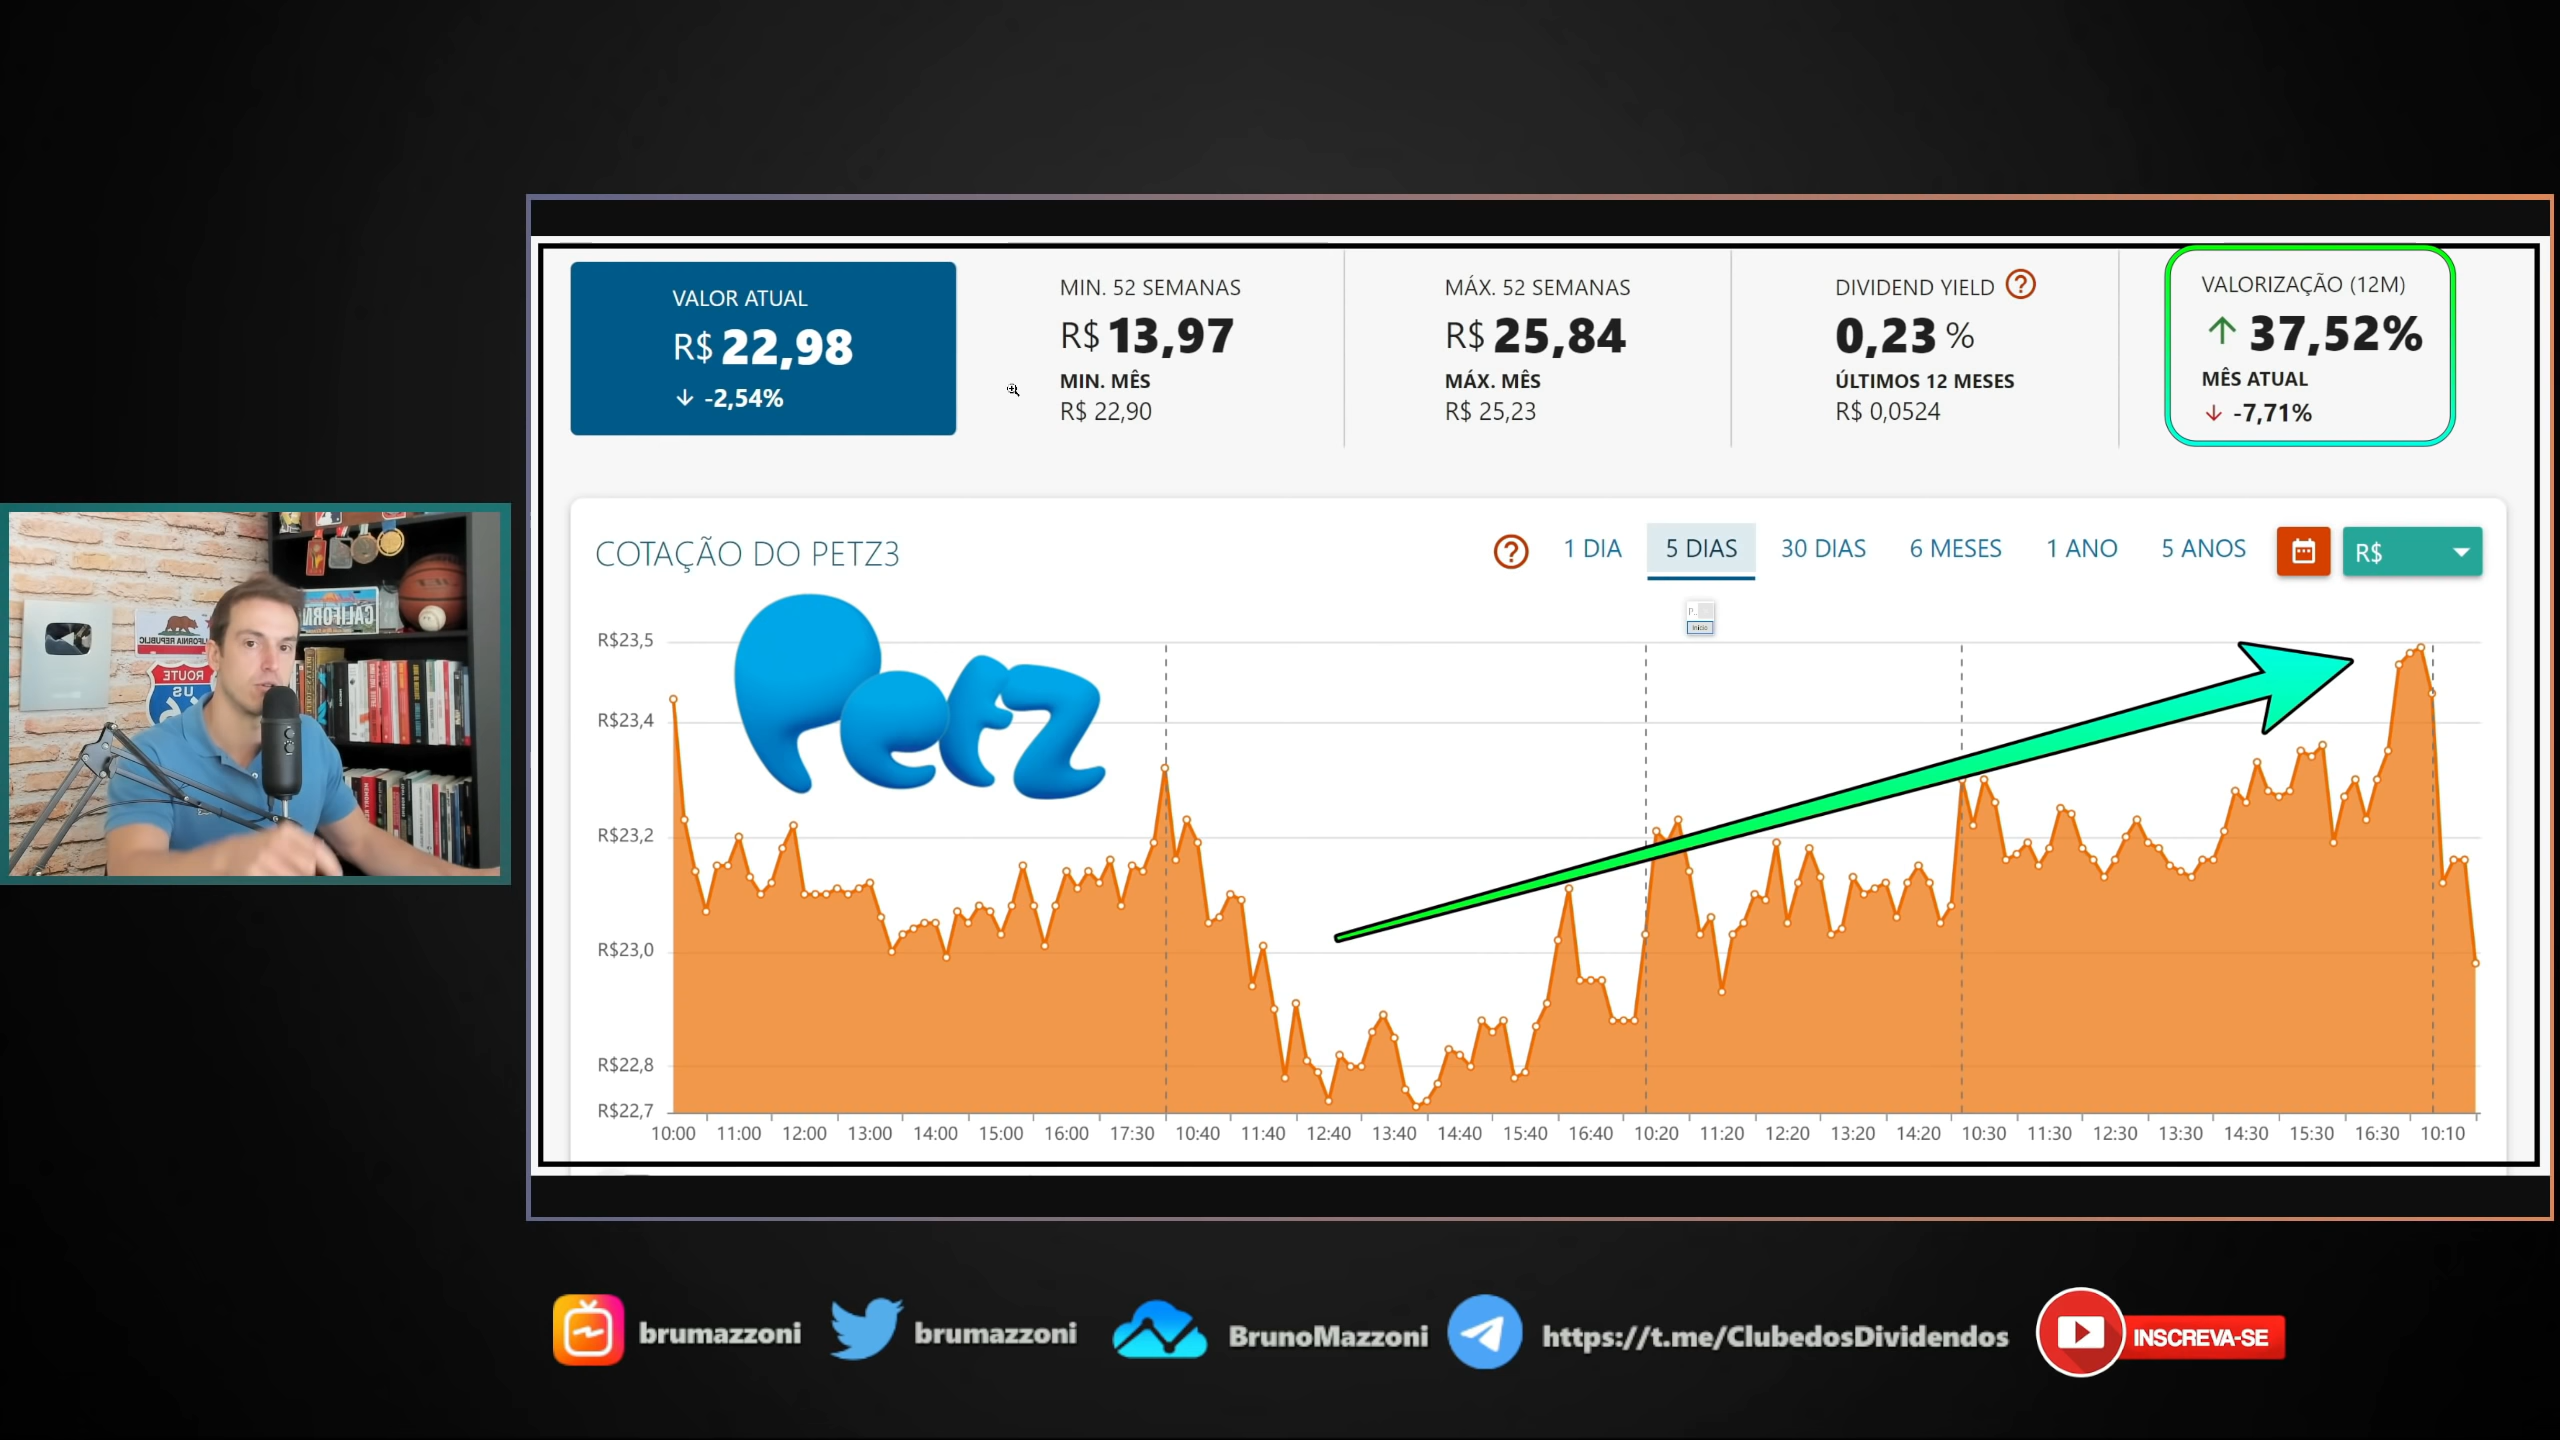 VALOR ATUAL
R$ 22,98
-2,54%
MIN. 52 SEMANAS
R$ 13,97
MIN. MÊS
R$ 22,90
MÁX. 52 SEMANAS
R$ 25,84
MÁX. MÊS
R$ 25,23
DIVIDEND YIELD ?
0,23 %
ÚLTIMOS 12 MESES
R$ 0,0524
VALORIZAÇÃO (12M)
37,52%
MÊS ATUAL
-7,71%
COTAÇÃO DO PETZ3
? 1 DIA 5 DIAS 30 DIAS 6 MESES 1 ANO 5 ANOS R$
Petz
Início
R$23,5
R$23,4
R$23,2
R$23,0
R$22,8
R$22,7
10:00 11:00 12:00 13:00 14:00 15:00 16:00 17:30 10:40 11:40 12:40 13:40 14:40 15:40 16:40 10:20 11:20 12:20 13:20 14:20 10:30 11:30 12:30 13:30 14:30 15:30 16:30 10:10
CALIFORN
CALIFORNIA REPUBLIC
ROUTE
US
brumazzoni
brumazzoni
BrunoMazzoni
https://t.me/ClubedosDividendos
INSCREVA-SE